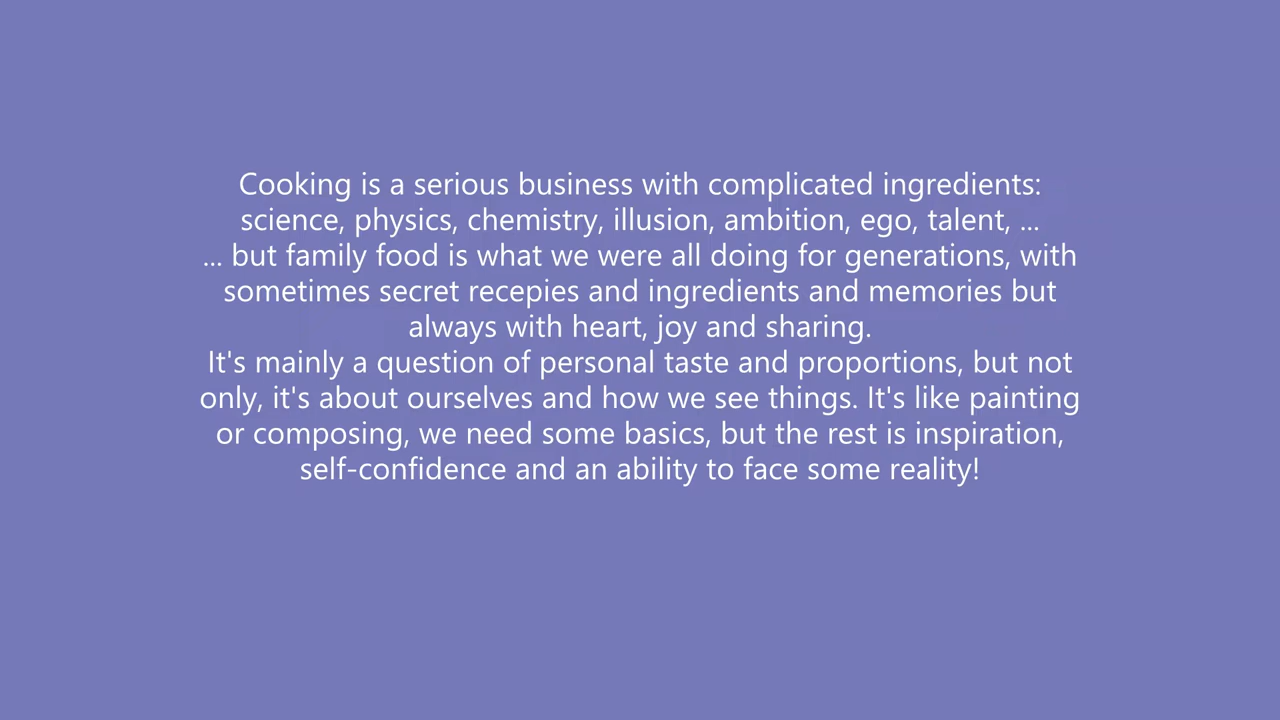 Cooking is a serious business with complicated ingredients:
science, physics, chemistry, illusion, ambition, ego, talent, ...
... but family food is what we were all doing for generations, with
sometimes secret recepies and ingredients and memories but
always with heart, joy and sharing.
It's mainly a question of personal taste and proportions, but not
only, it's about ourselves and how we see things. It's like painting
or composing, we need some basics, but the rest is inspiration,
self-confidence and an ability to face some reality!